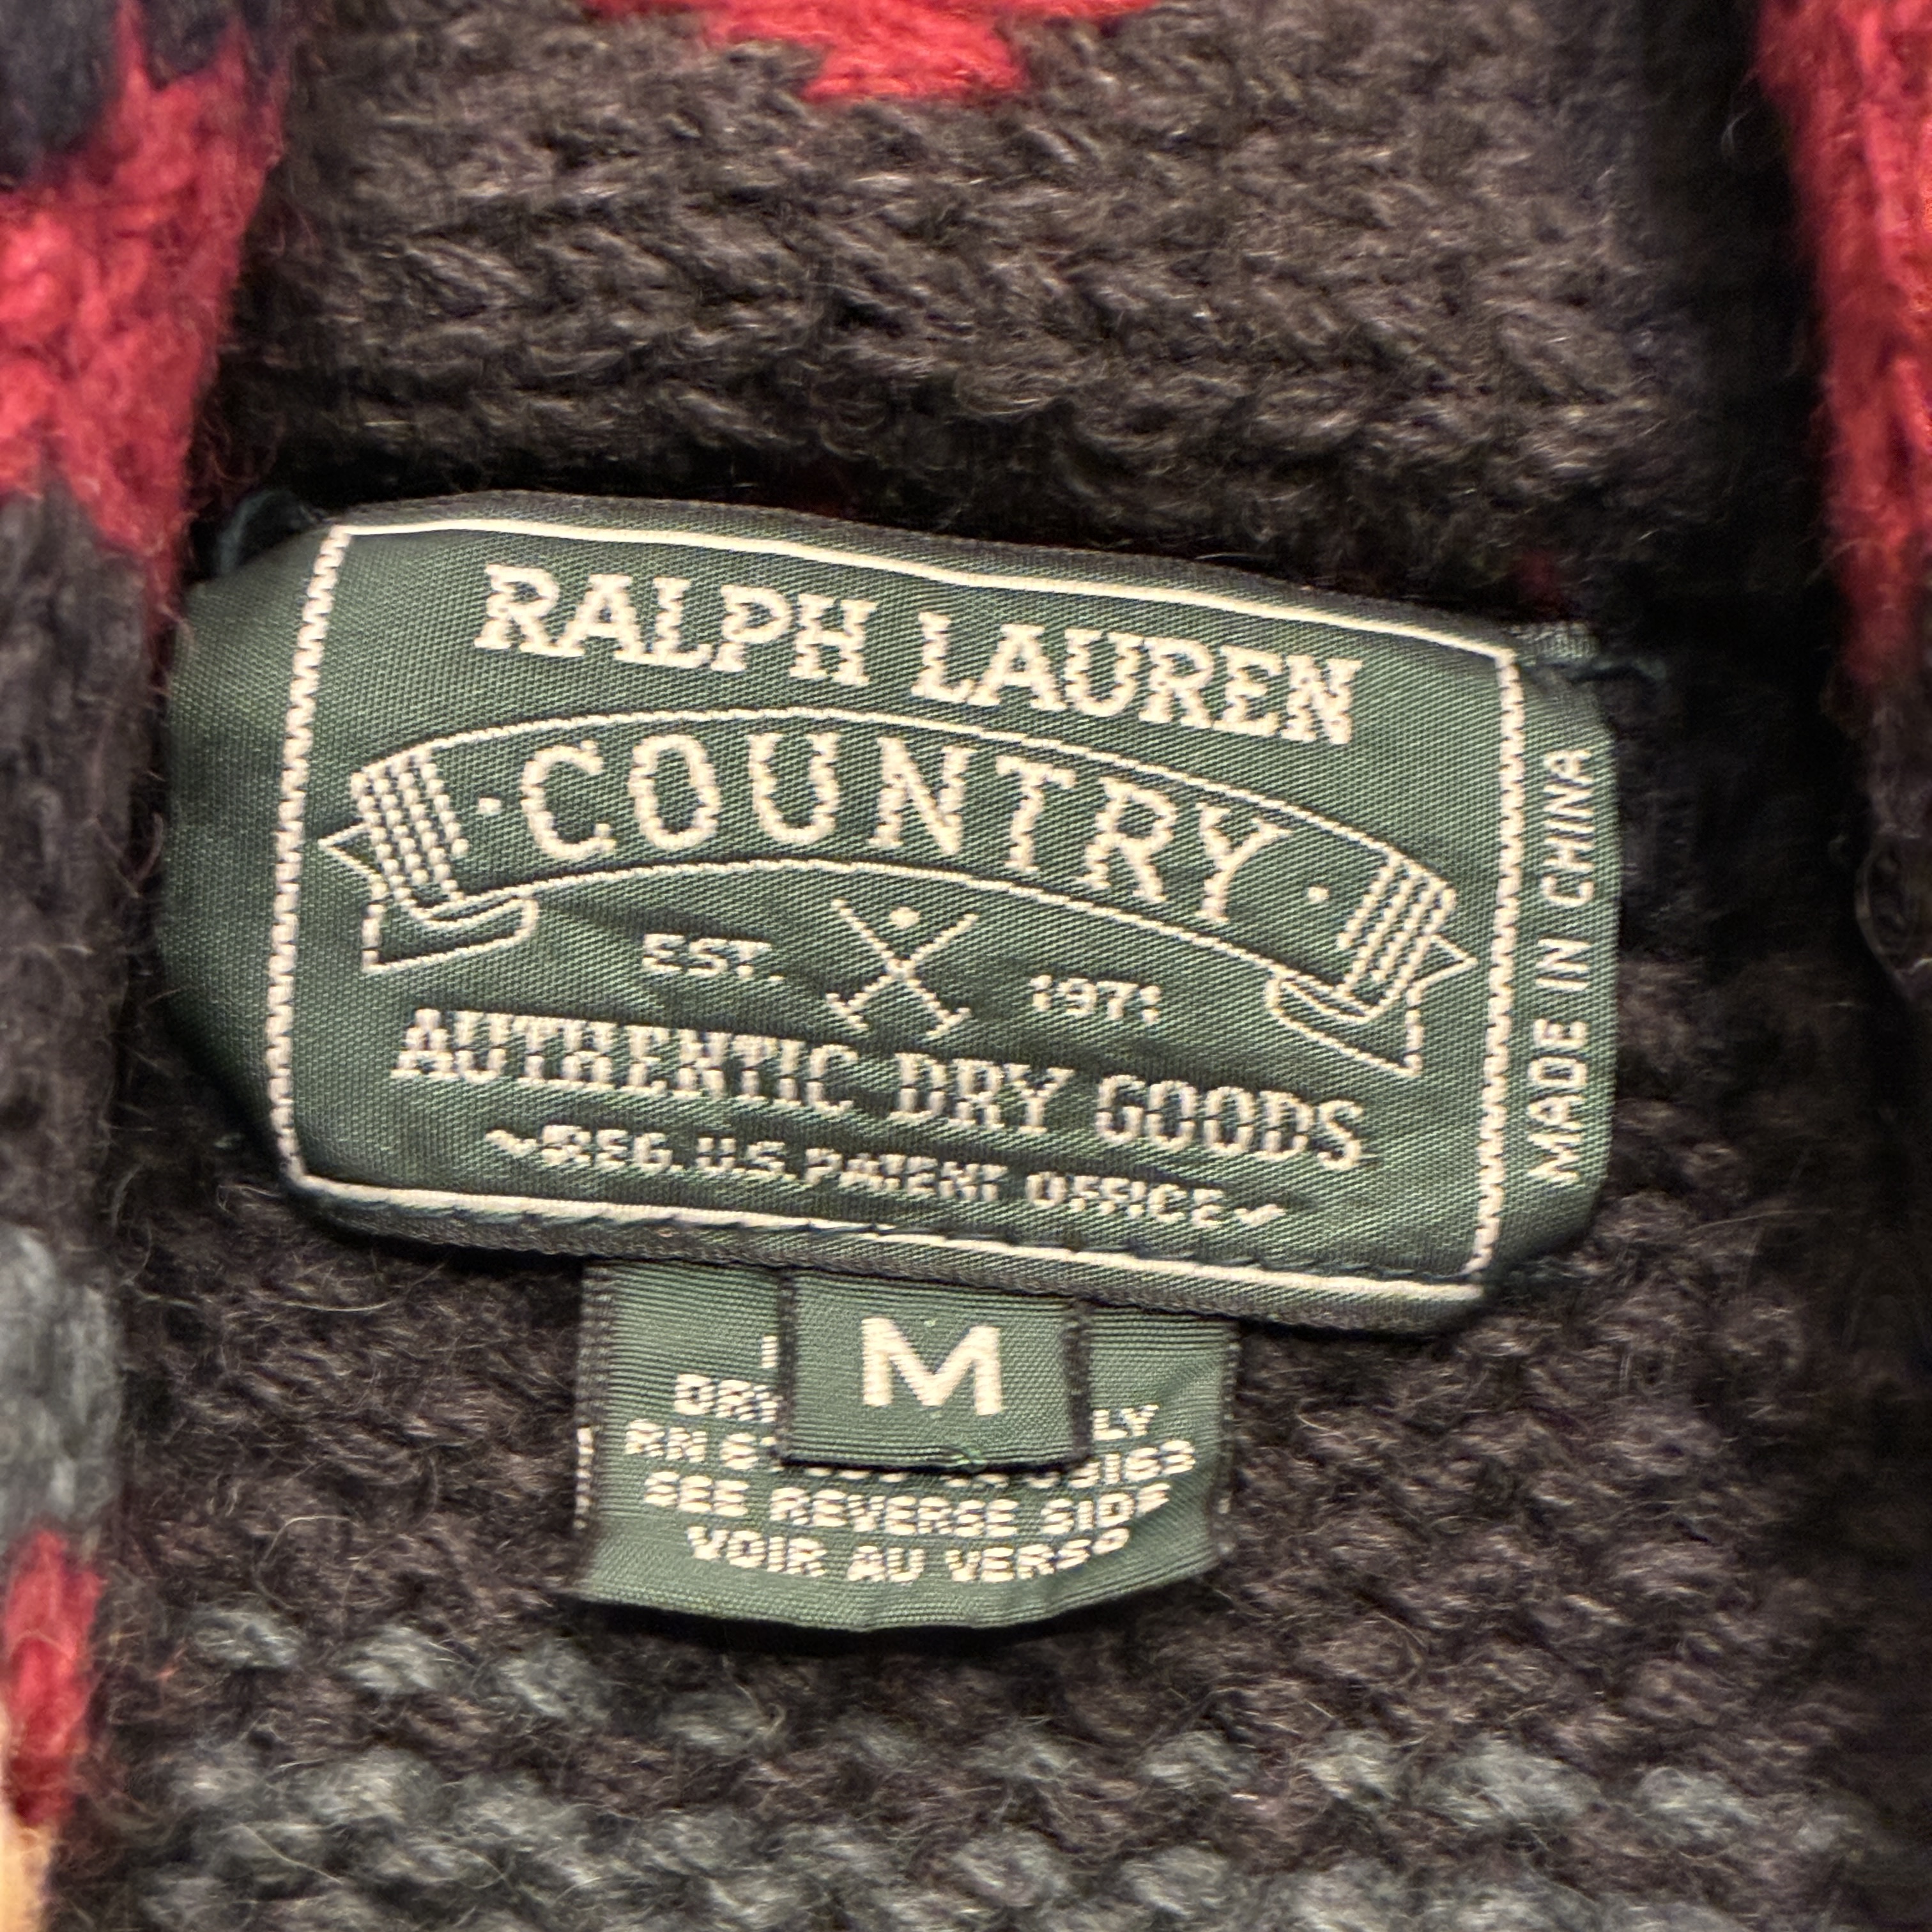 RALPH LAUREN
·COUNTRY·
EST. 1971
AUTHENTIC DRY GOODS
REG. U.S. PATENT OFFICE
MADE IN CHINA
M
SEE REVERSE SIDE
VOIR AU VERSO